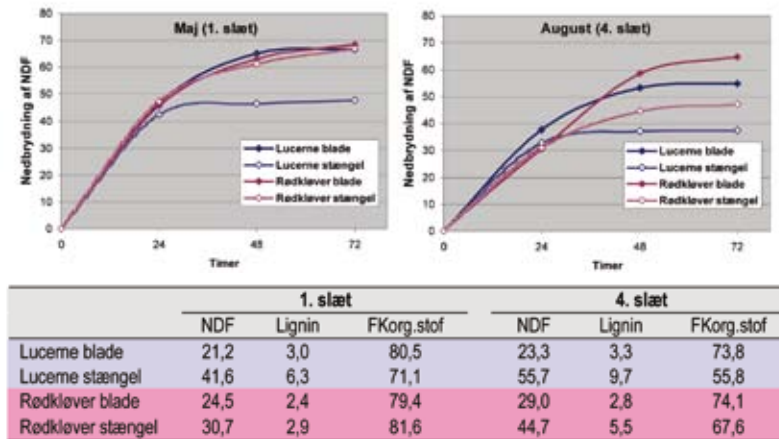 Maj (1. slæt)
Nedbrydning af NDF
80
70
60
50
40
30
20
10
0
Lucerne blade
Lucerne stængel
Rødkløver blade
Rødkløver stængel
0 24 48 72
Timer
August (4. slæt)
Nedbrydning af NDF
80
70
60
50
40
30
20
10
0
Lucerne blade
Lucerne stængel
Rødkløver blade
Rødkløver stængel
0 24 48 72
Timer
1. slæt 4. slæt
NDF Lignin FKorg.stof NDF Lignin FKorg.stof
Lucerne blade 21,2 3,0 80,5 23,3 3,3 73,8
Lucerne stængel 41,6 6,3 71,1 55,7 9,7 55,8
Rødkløver blade 24,5 2,4 79,4 29,0 2,8 74,1
Rødkløver stængel 30,7 2,9 81,6 44,7 5,5 67,6